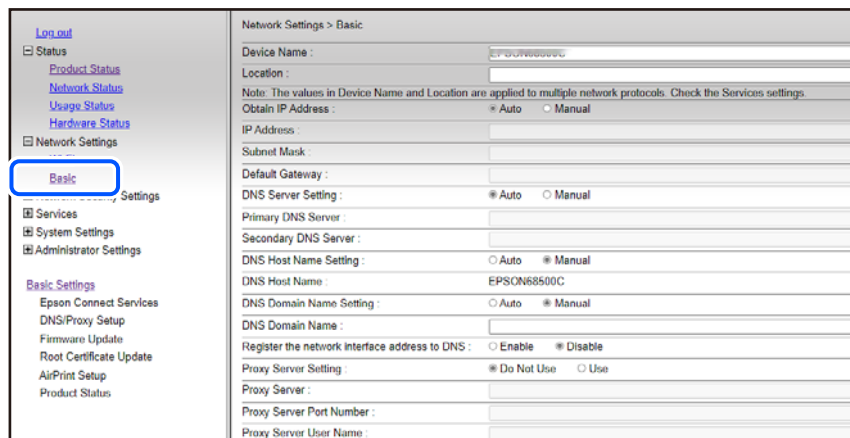 Log out
Status
Product Status
Network Status
Usage Status
Hardware Status
Network Settings
Basic
Settings
Services
System Settings
Administrator Settings
Basic Settings
Epson Connect Services
DNS/Proxy Setup
Firmware Update
Root Certificate Update
AirPrint Setup
Product Status
Network Settings > Basic
Device Name :
Location :
Note: The values in Device Name and Location are applied to multiple network protocols. Check the Services settings.
Obtain IP Address : Auto Manual
IP Address :
Subnet Mask :
Default Gateway :
DNS Server Setting : Auto Manual
Primary DNS Server :
Secondary DNS Server :
DNS Host Name Setting : Auto Manual
DNS Host Name : EPSON68500C
DNS Domain Name Setting : Auto Manual
DNS Domain Name :
Register the network interface address to DNS : Enable Disable
Proxy Server Setting : Do Not Use Use
Proxy Server :
Proxy Server Port Number :
Proxy Server User Name :